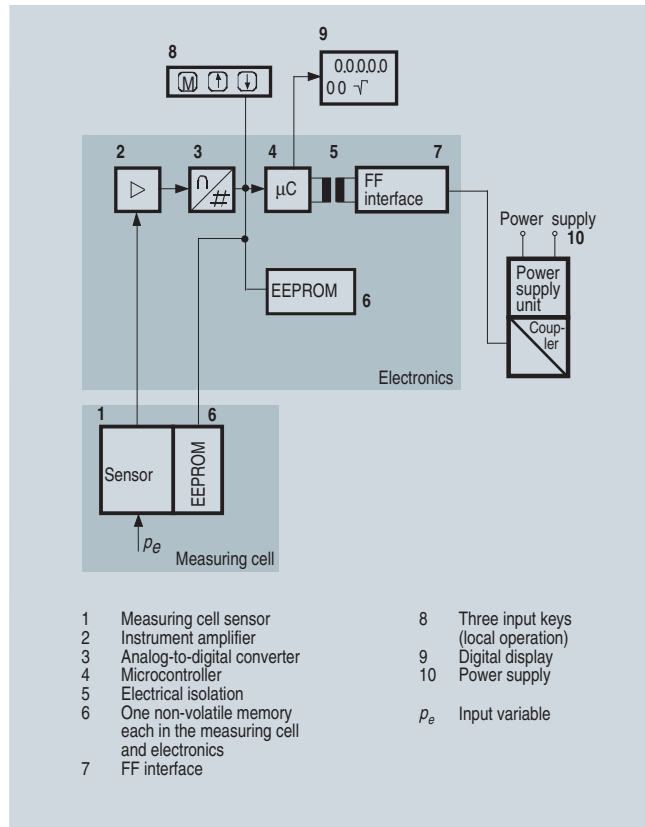 9
8
0.0.0.0.0
M ↑ ↓
0 0 √
2 3 4 5 7
∩
#
µC
FF
interface
Power supply
10
Power
supply
unit
Coup-
ler
EEPROM
6
Electronics
1 6
Sensor
EEPROM
pe
Measuring cell
1 Measuring cell sensor
2 Instrument amplifier
3 Analog-to-digital converter
4 Microcontroller
5 Electrical isolation
6 One non-volatile memory
each in the measuring cell
and electronics
7 FF interface
8 Three input keys
(local operation)
9 Digital display
10 Power supply
pe Input variable